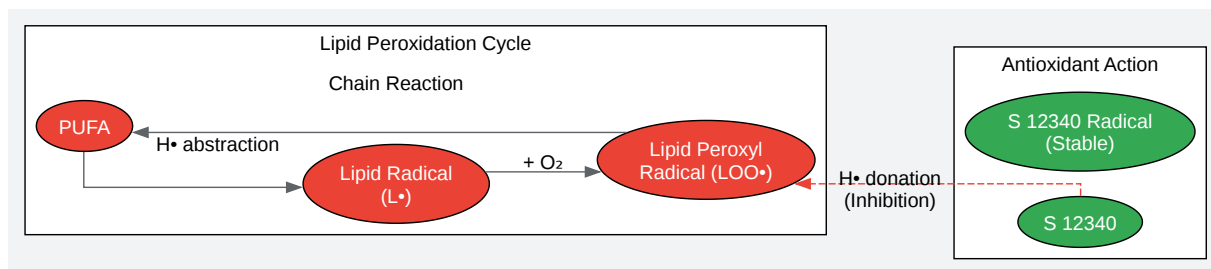 Lipid Peroxidation Cycle
Chain Reaction
PUFA
H• abstraction
Lipid Radical
(L•)
+ O₂
Lipid Peroxyl
Radical (LOO•)
H• donation
(Inhibition)
Antioxidant Action
S 12340 Radical
(Stable)
S 12340